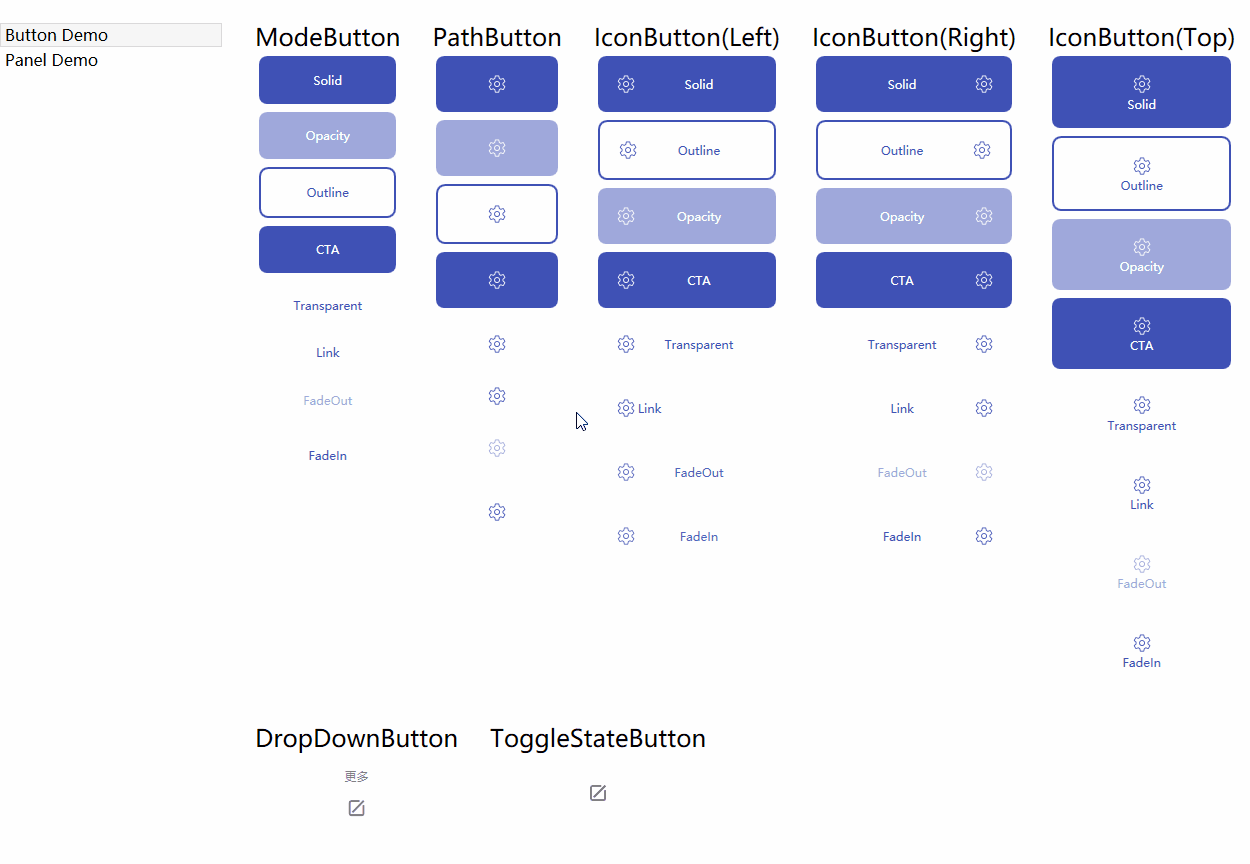 Button Demo
Panel Demo
ModeButton
Solid
Opacity
Outline
CTA
Transparent
Link
FadeOut
FadeIn
PathButton
IconButton(Left)
Solid
Outline
Opacity
CTA
Transparent
Link
FadeOut
FadeIn
IconButton(Right)
Solid
Outline
Opacity
CTA
Transparent
Link
FadeOut
FadeIn
IconButton(Top)
Solid
Outline
Opacity
CTA
Transparent
Link
FadeOut
FadeIn
DropDownButton
更多
ToggleStateButton